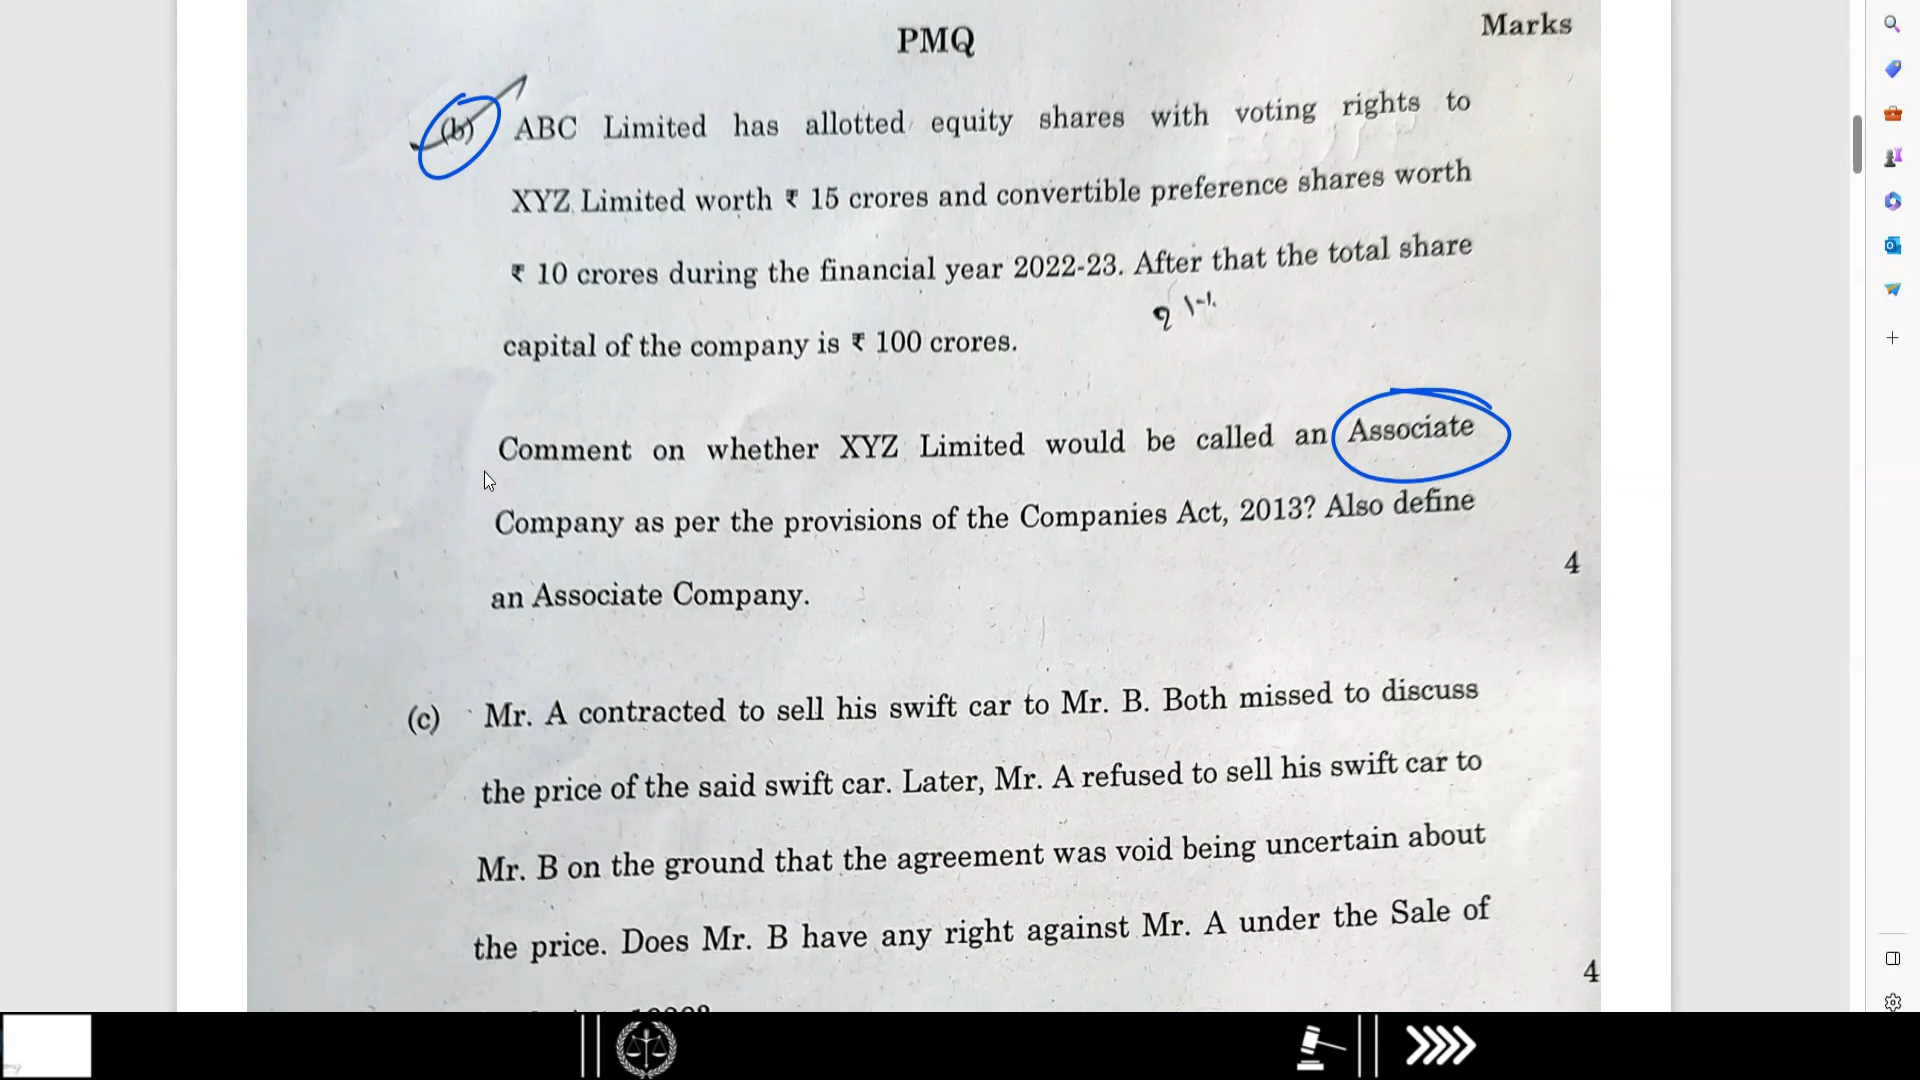 PMQ
Marks
(b) ABC Limited has allotted equity shares with voting rights to
XYZ Limited worth ₹ 15 crores and convertible preference shares worth
₹ 10 crores during the financial year 2022-23. After that the total share
capital of the company is ₹ 100 crores.
Comment on whether XYZ Limited would be called an Associate
Company as per the provisions of the Companies Act, 2013? Also define
an Associate Company.
4
(c) Mr. A contracted to sell his swift car to Mr. B. Both missed to discuss
the price of the said swift car. Later, Mr. A refused to sell his swift car to
Mr. B on the ground that the agreement was void being uncertain about
the price. Does Mr. B have any right against Mr. A under the Sale of
4